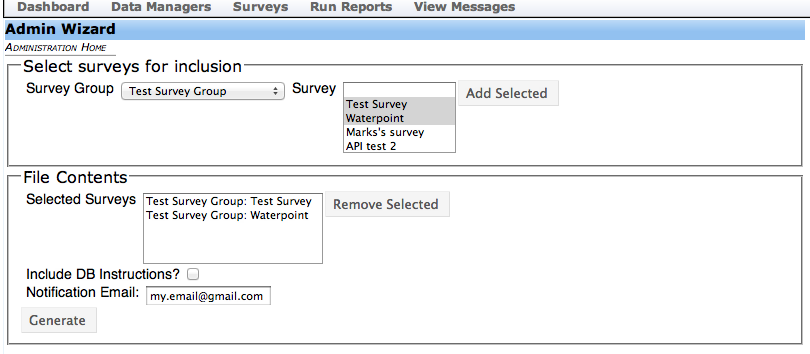 Dashboard Data Managers Surveys Run Reports View Messages
Admin Wizard
Administration Home
Select surveys for inclusion
Survey Group Test Survey Group Survey Add Selected
Test Survey
Waterpoint
Marks's survey
API test 2
File Contents
Selected Surveys Test Survey Group: Test Survey Remove Selected
Test Survey Group: Waterpoint
Include DB Instructions?
Notification Email: my.email@gmail.com
Generate